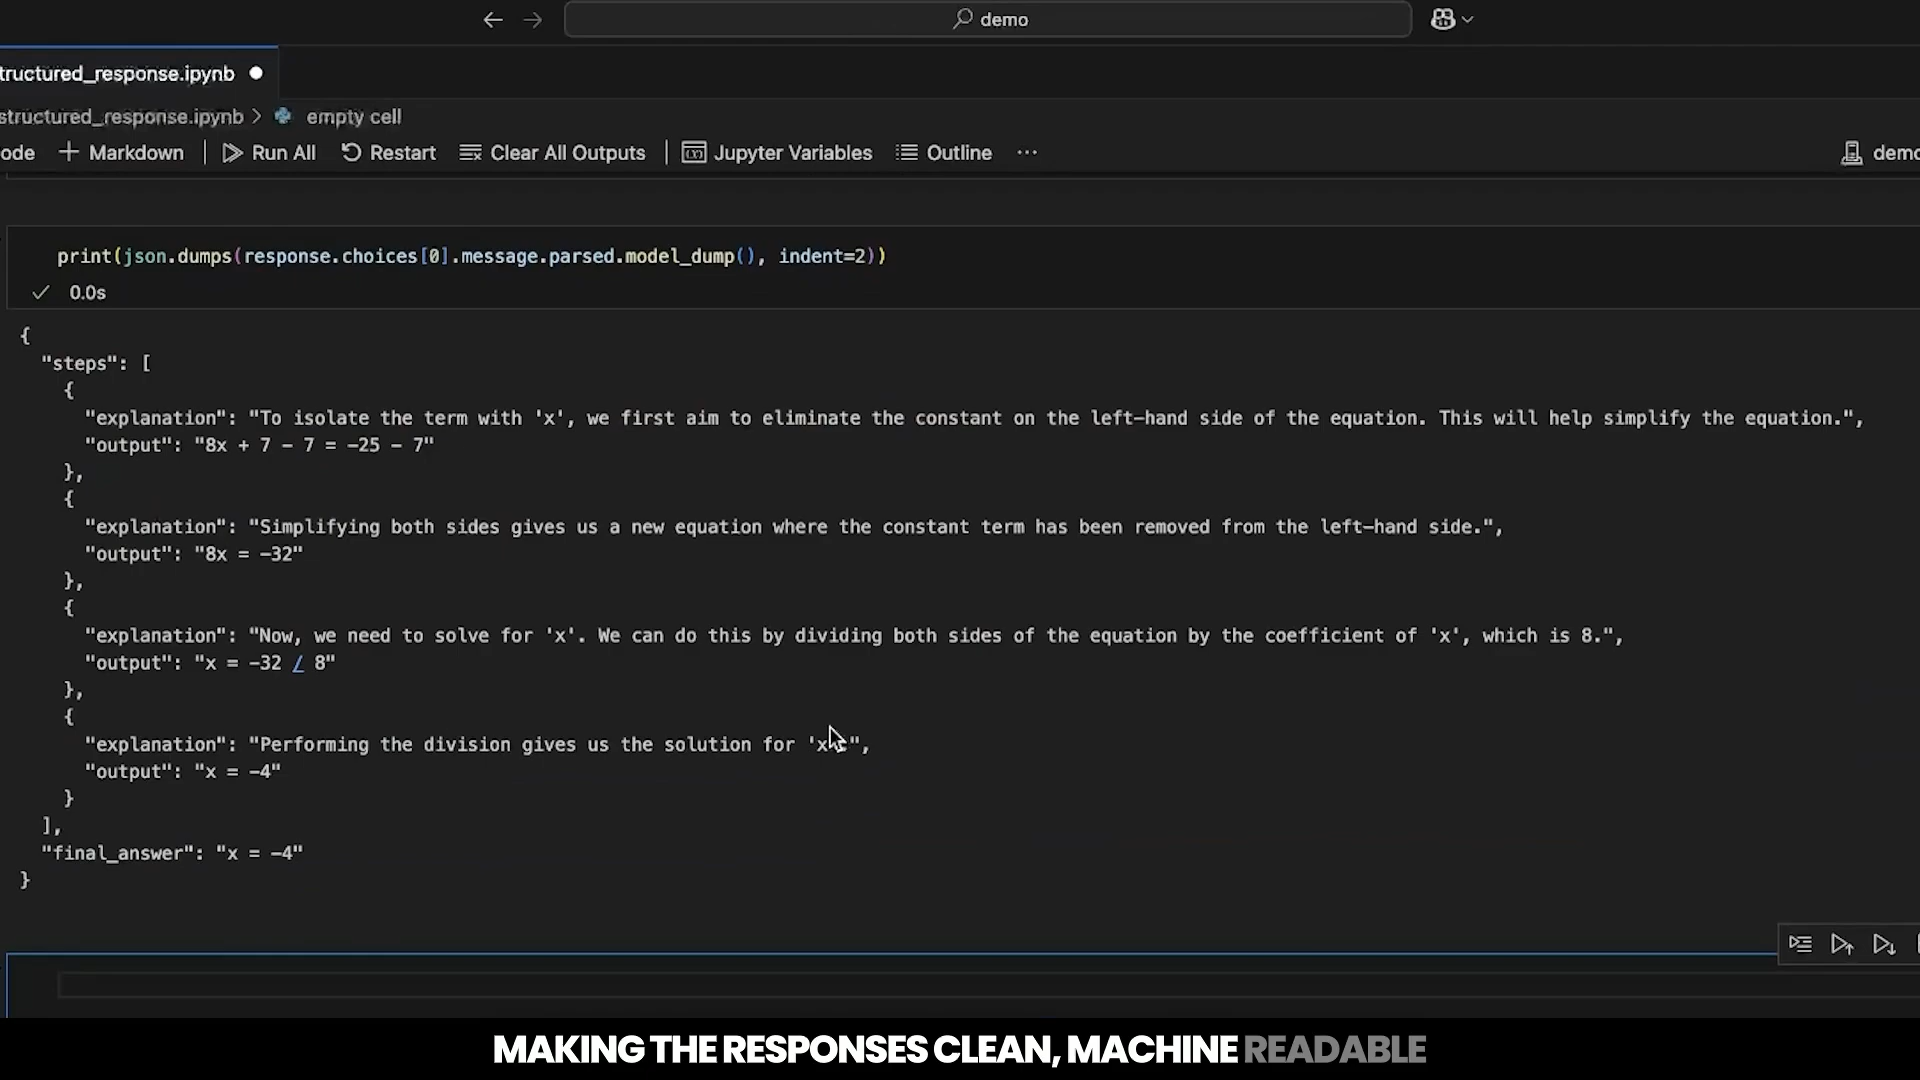 demo
tructured_response.ipynb
structured_response.ipynb > empty cell
ode + Markdown Run All Restart Clear All Outputs Jupyter Variables Outline ... demo
print(json.dumps(response.choices[0].message.parsed.model_dump(), indent=2))
0.0s
{
"steps": [
{
"explanation": "To isolate the term with 'x', we first aim to eliminate the constant on the left-hand side of the equation. This will help simplify the equation.",
"output": "8x + 7 - 7 = -25 - 7"
},
{
"explanation": "Simplifying both sides gives us a new equation where the constant term has been removed from the left-hand side.",
"output": "8x = -32"
},
{
"explanation": "Now, we need to solve for 'x'. We can do this by dividing both sides of the equation by the coefficient of 'x', which is 8.",
"output": "x = -32 / 8"
},
{
"explanation": "Performing the division gives us the solution for 'x'.",
"output": "x = -4"
}
],
"final_answer": "x = -4"
}
MAKING THE RESPONSES CLEAN, MACHINE READABLE